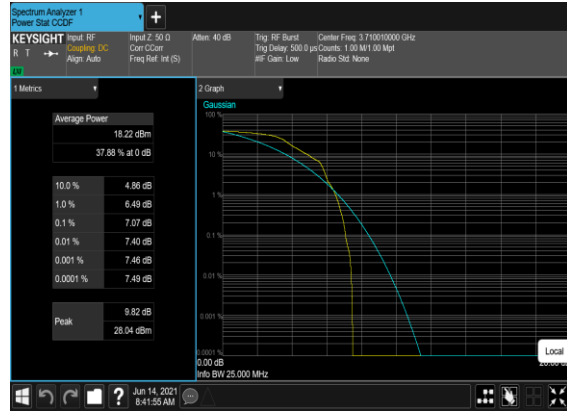 Spectrum Analyzer 1
Power Stat CCDF
KEYSIGHT
R T
Input: RF
Coupling: DC
Align: Auto
Input Z: 50 Ω
Corr CCorr
Freq Ref: Int (S)
Atten: 40 dB
Trig: RF Burst
Trig Delay: 500.0 µs
#IF Gain: Low
Center Freq: 3.710010000 GHz
Counts: 1.00 M/1.00 Mpt
Radio Std: None
1 Metrics
Average Power
18.22 dBm
37.88 % at 0 dB
10.0 % 4.86 dB
1.0 % 6.49 dB
0.1 % 7.07 dB
0.01 % 7.40 dB
0.001 % 7.46 dB
0.0001 % 7.49 dB
Peak
9.82 dB
28.04 dBm
2 Graph
Gaussian
100 %
10 %
1 %
0.1 %
0.01 %
0.001 %
0.0001 %
0.00 dB
Info BW 25.000 MHz
Local
Jun 14, 2021
8:41:55 AM